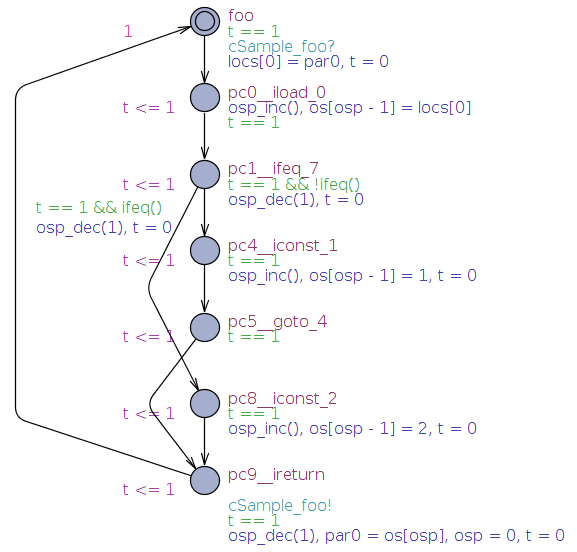 foo
1
t == 1
cSample_foo?
locs[0] = par0, t = 0
pc0__iload_0
t <= 1
osp_inc(), os[osp - 1] = locs[0]
t == 1
pc1__ifeq_7
t <= 1
t == 1 && !ifeq()
osp_dec(1), t = 0
t == 1 && ifeq()
osp_dec(1), t = 0
pc4__iconst_1
t <= 1
t == 1
osp_inc(), os[osp - 1] = 1, t = 0
pc5__goto_4
t <= 1
t == 1
pc8__iconst_2
t <= 1
t == 1
osp_inc(), os[osp - 1] = 2, t = 0
pc9__ireturn
t <= 1
cSample_foo!
t == 1
osp_dec(1), par0 = os[osp], osp = 0, t = 0